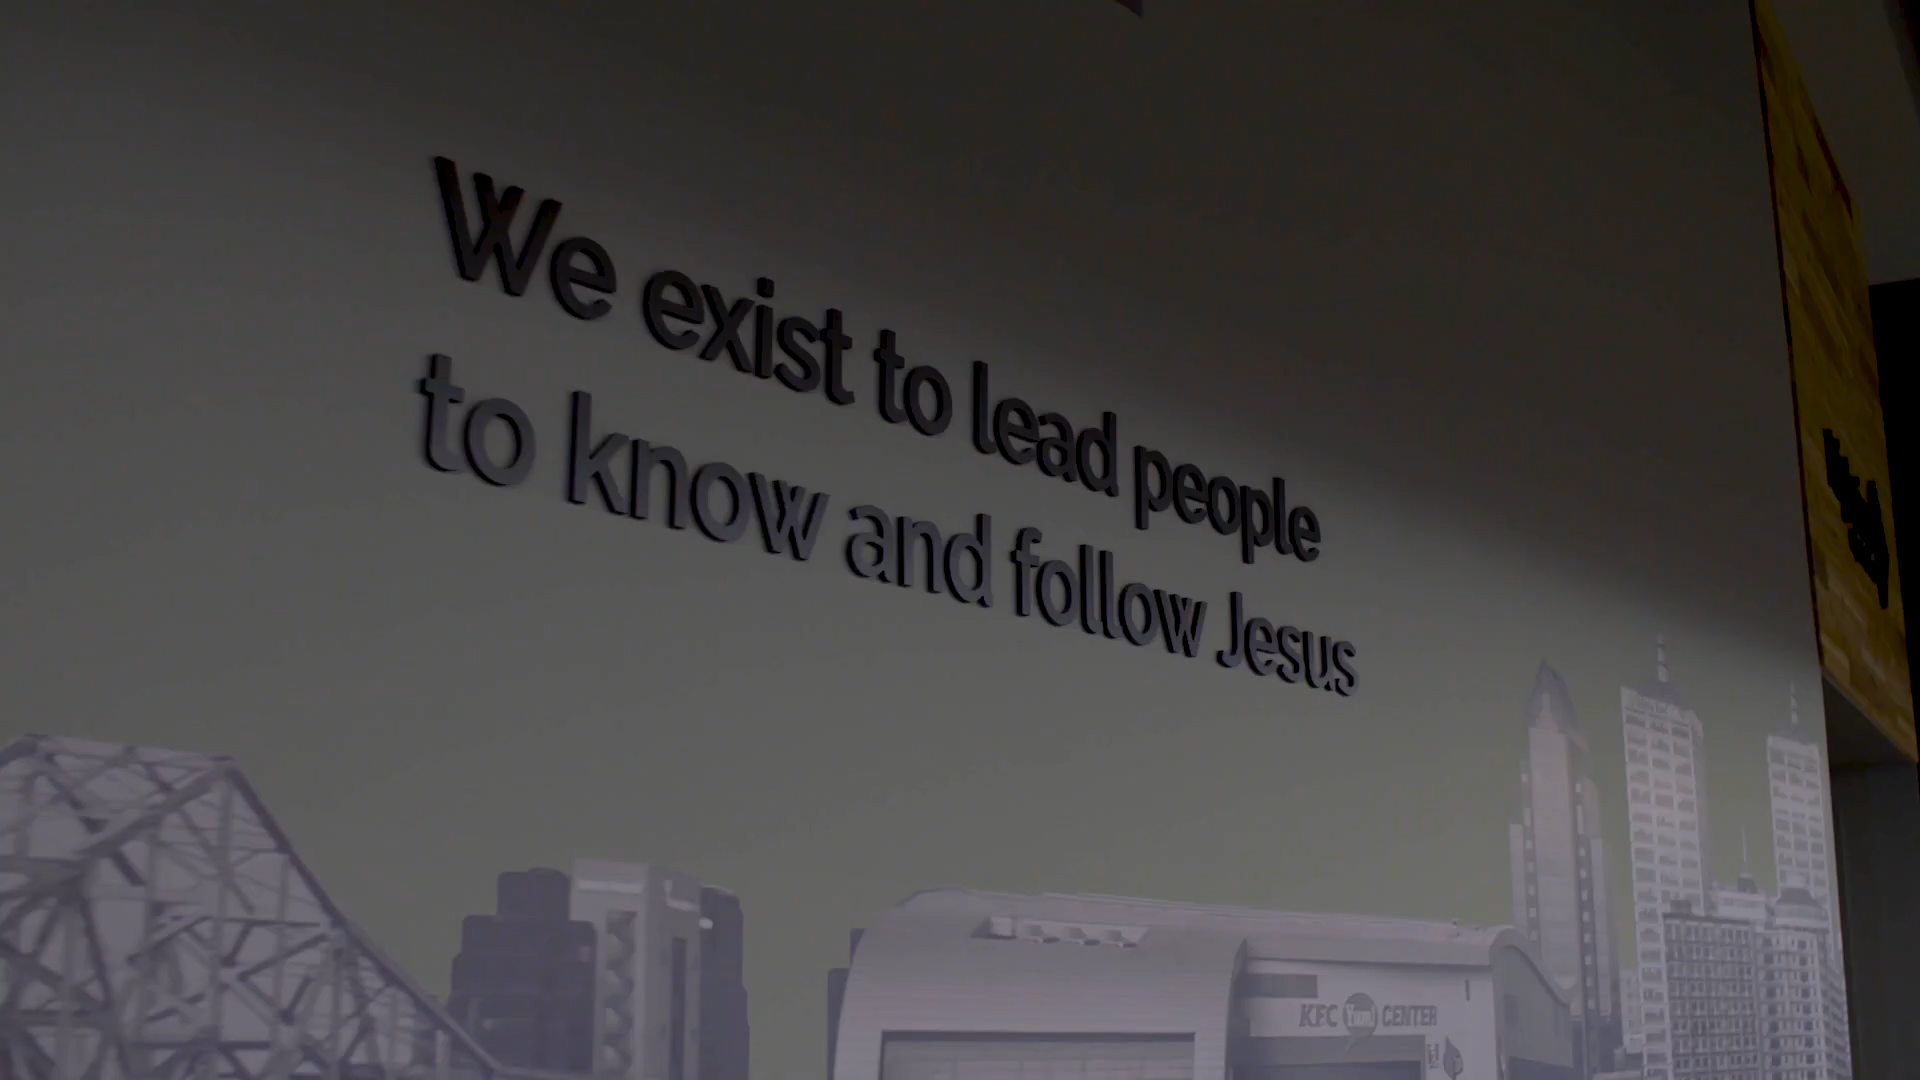 We exist to lead people
to know and follow Jesus
KFC Yum! CENTER